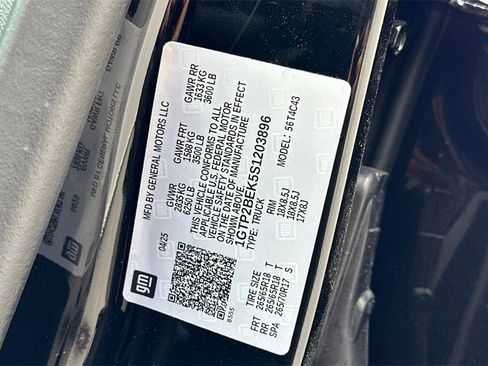 gm
04/25
MFD BY GENERAL MOTORS LLC
GVWR
2835 KG
6250 LB
GAWR FRT
1588 KG
3500 LB
GAWR RR
1633 KG
3600 LB
THIS VEHICLE CONFORMS TO ALL
APPLICABLE U.S. FEDERAL MOTOR
VEHICLE SAFETY STANDARDS IN EFFECT
ON THE DATE OF MANUFACTURE
SHOWN ABOVE.
1GTP2BEK5S1203896
TYPE: TRUCK
MODEL: 56T4C43
8555
TIRE SIZE RIM
FRT 265/65R18 T 18X8.5J
RR 265/65R18 T 18X8.5J
SPA 265/70R17 S 17X8J